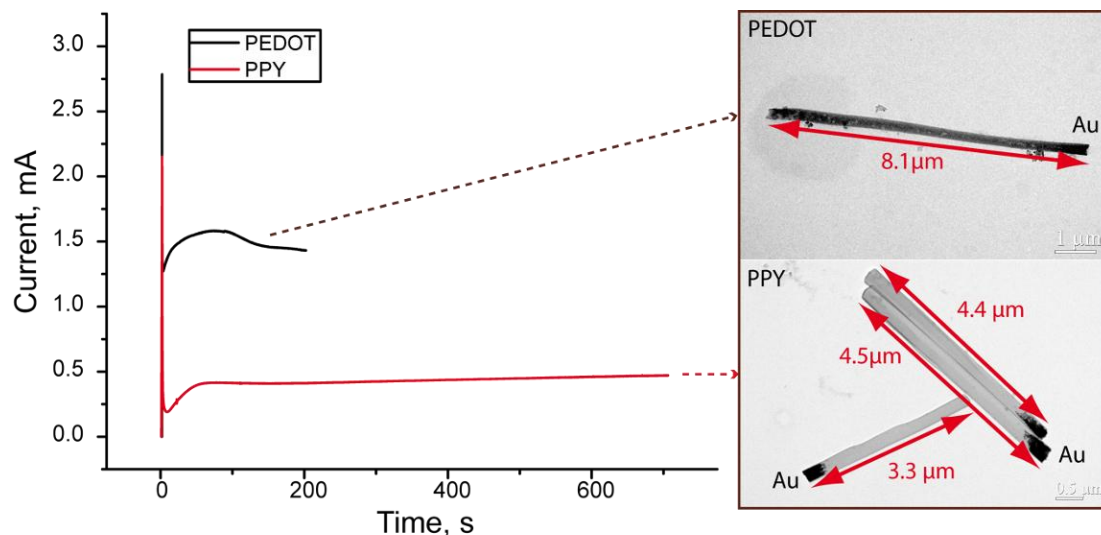 PEDOT
PPY
3.0
2.5
2.0
1.5
1.0
0.5
0.0
Current, mA
0
200
400
600
Time, s
PEDOT
Au
8.1µm
1 µm
PPY
4.4 µm
4.5µm
3.3 µm
Au
Au
0.5 µm